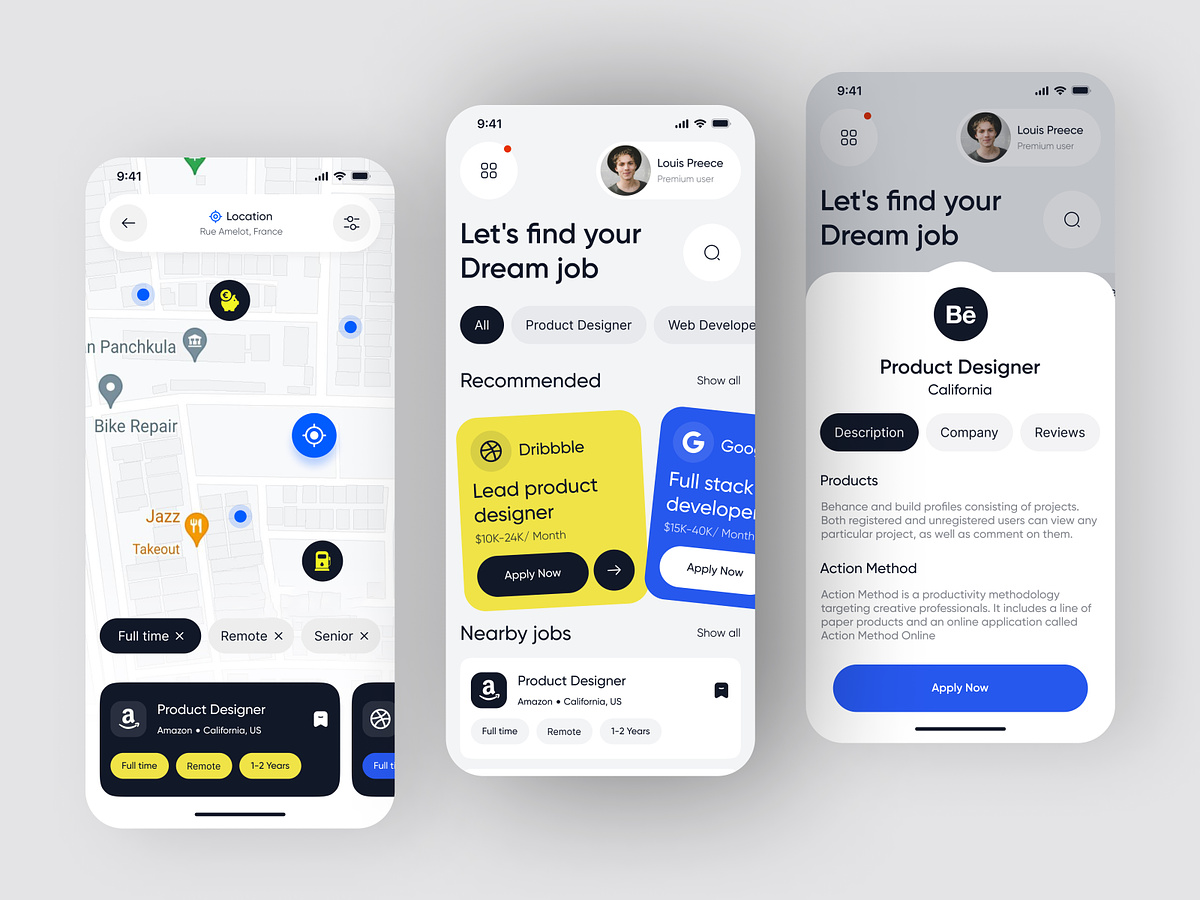 9:41
Location
Rue Amelot, France
€
n Panchkula
Bike Repair
Jazz
Takeout
Full time ×
Remote ×
Senior ×
a
Product Designer
Amazon • California, US
Full time
Remote
1-2 Years
Full ti
9:41
Louis Preece
Premium user
Let's find your
Dream job
All
Product Designer
Web Develope
Recommended
Show all
Dribbble
Lead product
designer
$10K-24K/ Month
Apply Now
G
Goo
Full stack
developer
$15K-40K/ Month
Apply Now
Nearby jobs
Show all
a
Product Designer
Amazon • California, US
Full time
Remote
1-2 Years
9:41
Louis Preece
Premium user
Let's find your
Dream job
Bē
Product Designer
California
Description
Company
Reviews
Products
Behance and build profiles consisting of projects.
Both registered and unregistered users can view any
particular project, as well as comment on them.
Action Method
Action Method is a productivity methodology
targeting creative professionals. It includes a line of
paper products and an online application called
Action Method Online
Apply Now